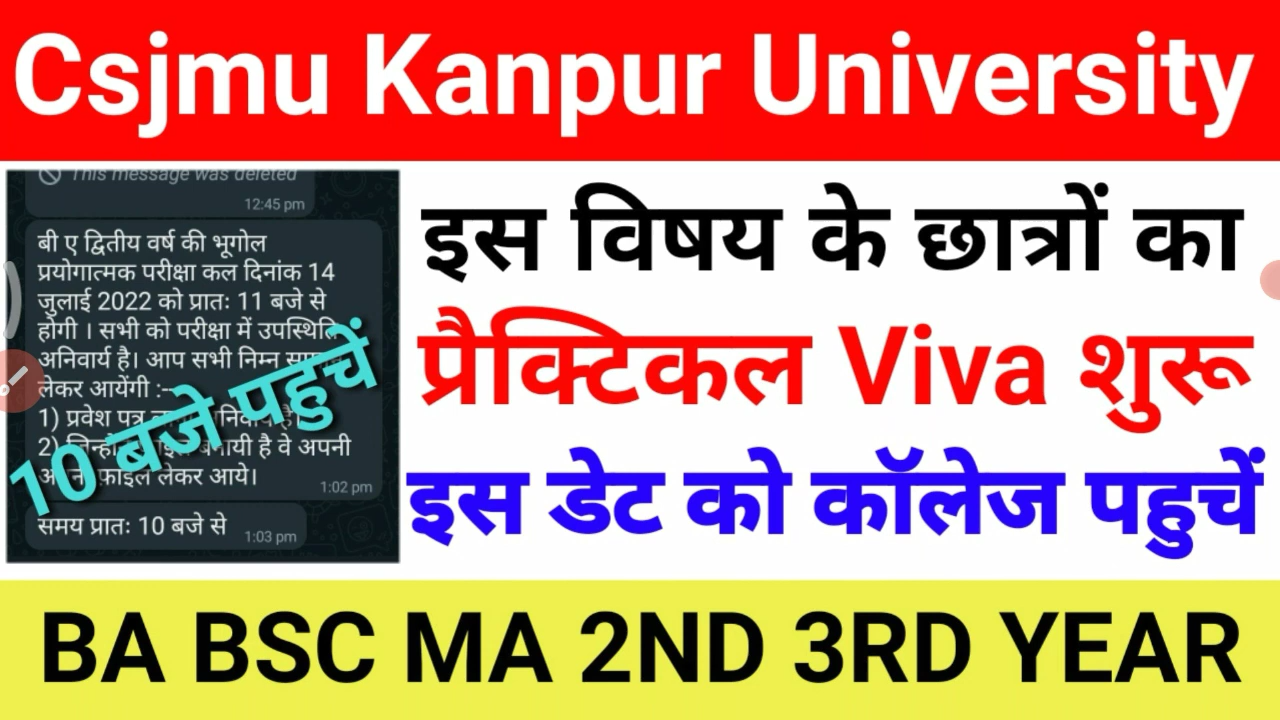 Csjmu Kanpur University
This message was deleted
12:45 pm
बी ए द्वितीय वर्ष की भूगोल
प्रयोगात्मक परीक्षा कल दिनांक 14
जुलाई 2022 को प्रातः 11 बजे से
होगी । सभी को परीक्षा में उपस्थिति
अनिवार्य है। आप सभी निम्न
लेकर आयेंगी :--
1) प्रवेश पत्र है।
2) बनायी है वे अपनी
फ़ाइल लेकर आये।
1:02 pm
10 बजे पहुचें
समय प्रातः 10 बजे से
1:03 pm
इस विषय के छात्रों का
प्रैक्टिकल Viva शुरू
इस डेट को कॉलेज पहुचें
BA BSC MA 2ND 3RD YEAR